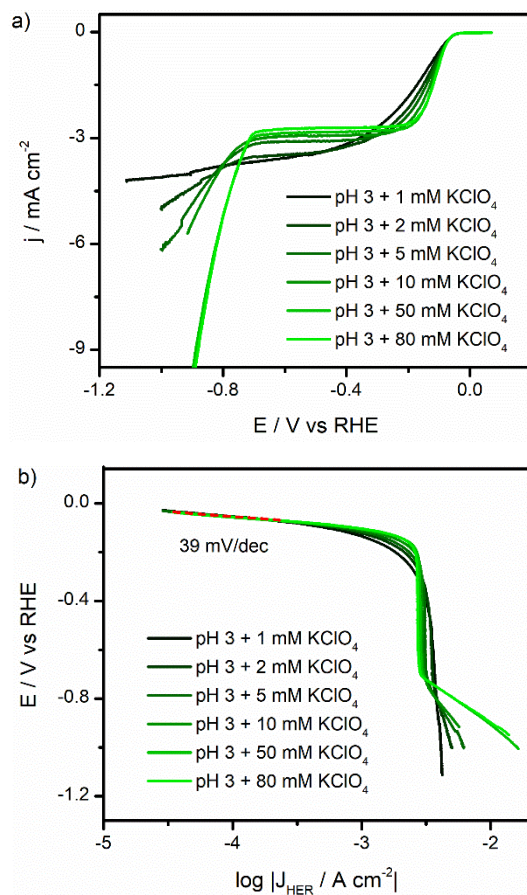 a)
0
-3
-6
-9
j / mA cm⁻²
pH 3 + 1 mM KClO₄
pH 3 + 2 mM KClO₄
pH 3 + 5 mM KClO₄
pH 3 + 10 mM KClO₄
pH 3 + 50 mM KClO₄
pH 3 + 80 mM KClO₄
-1.2 -0.8 -0.4 0.0
E / V vs RHE
b)
0.0
-0.4
-0.8
-1.2
E / V vs RHE
39 mV/dec
pH 3 + 1 mM KClO₄
pH 3 + 2 mM KClO₄
pH 3 + 5 mM KClO₄
pH 3 + 10 mM KClO₄
pH 3 + 50 mM KClO₄
pH 3 + 80 mM KClO₄
-5 -4 -3 -2
log |J_HER / A cm⁻²|